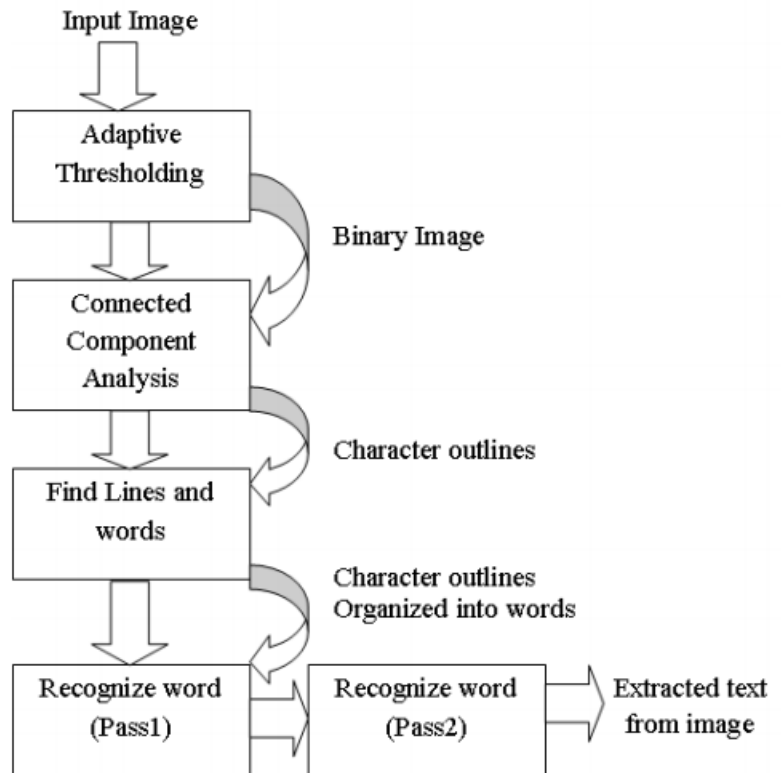 Input Image
Adaptive
Thresholding
Binary Image
Connected
Component
Analysis
Character outlines
Find Lines and
words
Character outlines
Organized into words
Recognize word
(Pass1)
Recognize word
(Pass2)
Extracted text
from image